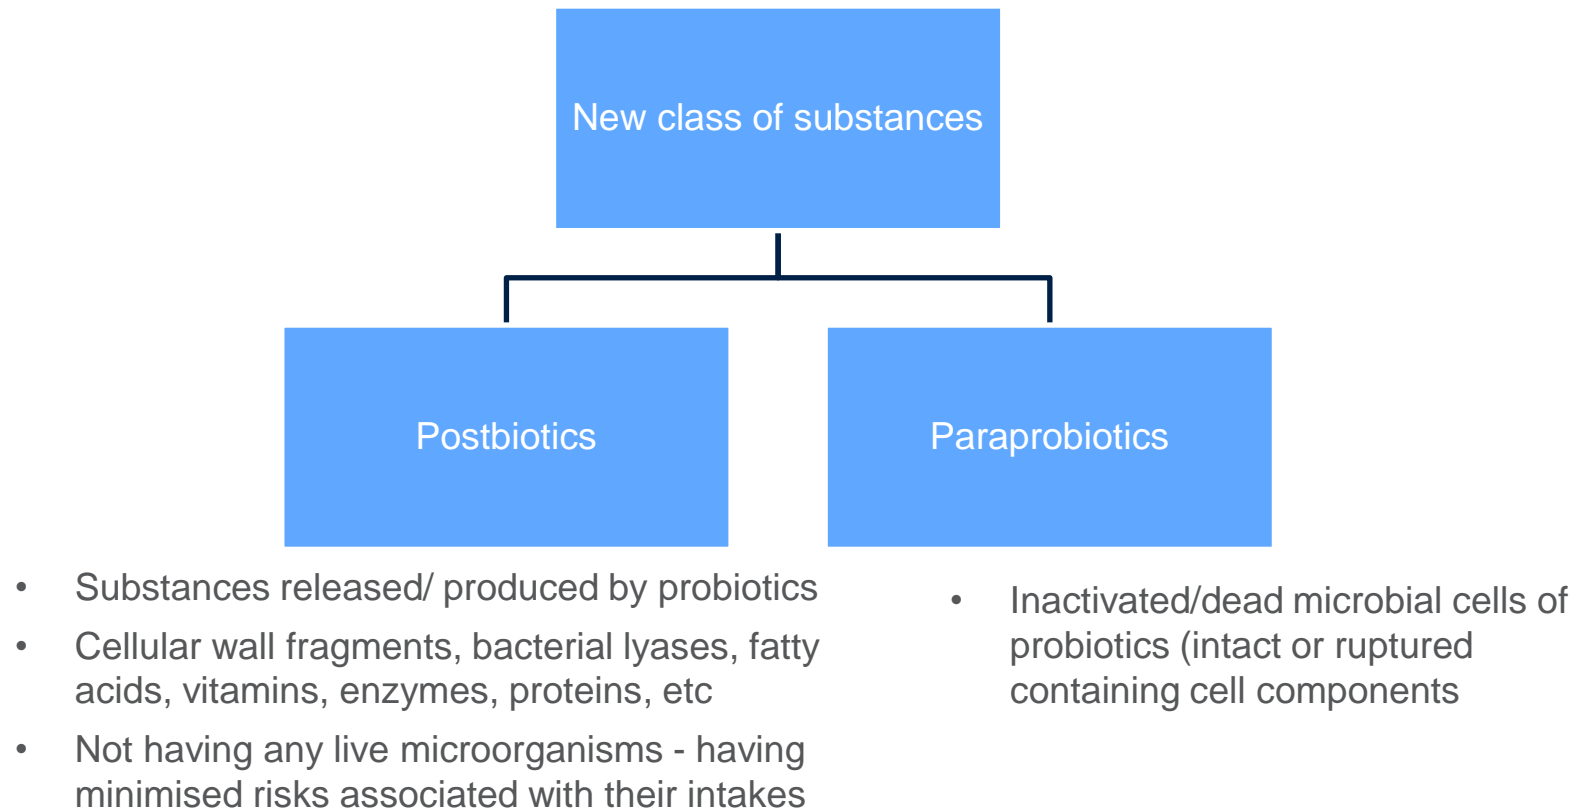 New class of substances
Postbiotics
Paraprobiotics
• Substances released/ produced by probiotics
• Cellular wall fragments, bacterial lyases, fatty
acids, vitamins, enzymes, proteins, etc
• Not having any live microorganisms - having
minimised risks associated with their intakes
• Inactivated/dead microbial cells of
probiotics (intact or ruptured
containing cell components